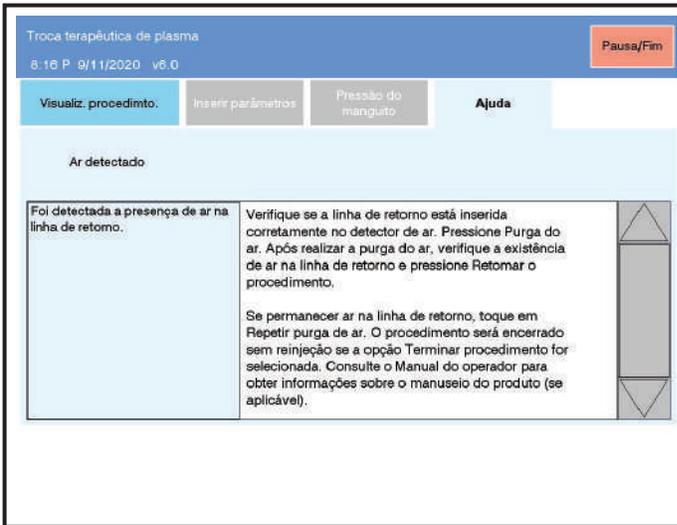 Troca terapêutica de plasma
8:16 P 9/11/2020 v6.0
Pausa/Fim
Visualiz. procedimto.
Inserir parâmetros
Pressão do
manguito
Ajuda
Ar detectado
Foi detectada a presença de ar na
linha de retorno.
Verifique se a linha de retorno está inserida
corretamente no detector de ar. Pressione Purga do
ar. Após realizar a purga do ar, verifique a existência
de ar na linha de retorno e pressione Retomar o
procedimento.
Se permanecer ar na linha de retorno, toque em
Repetir purga de ar. O procedimento será encerrado
sem reinjeção se a opção Terminar procedimento for
selecionada. Consulte o Manual do operador para
obter informações sobre o manuseio do produto (se
aplicável).